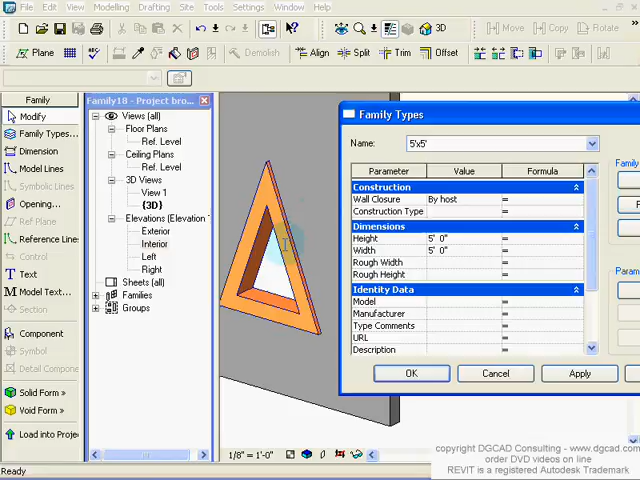 File Edit View Modelling Drafting Site Tools Settings Window Help
DGCAD Copy Rotate
Plane Demolish Align Split Trim Offset
Family
Modify
Family Types...
Dimension
Model Lines
Symbolic Lines
Opening...
Ref Plane
Reference Lines
Text
Model Text...
Section
Component
Symbol
Detail Component
Solid Form »
Void Form »
Load into Proje
Family18 - Project bro...
Views (all)
Floor Plans
Ref. Level
Ceiling Plans
Ref. Level
3D Views
View 1
{3D}
Elevations (Elevation
Exterior
Interior
Left
Right
Sheets (all)
Families
Groups
Family Types
Name: 5'x5'
Parameter Value Formula
Construction
Wall Closure By host =
Construction Type =
Dimensions
Height 5' 0" =
Width 5' 0" =
Rough Width =
Rough Height =
Identity Data
Model =
Manufacturer =
Type Comments =
URL =
Description =
OK Cancel Apply
Family
Param
1/8" = 1'-0"
Ready
copyright DGCAD Consulting - www.dgcad.com
order DVD videos on line
REVIT is a registered Autodesk Trademark